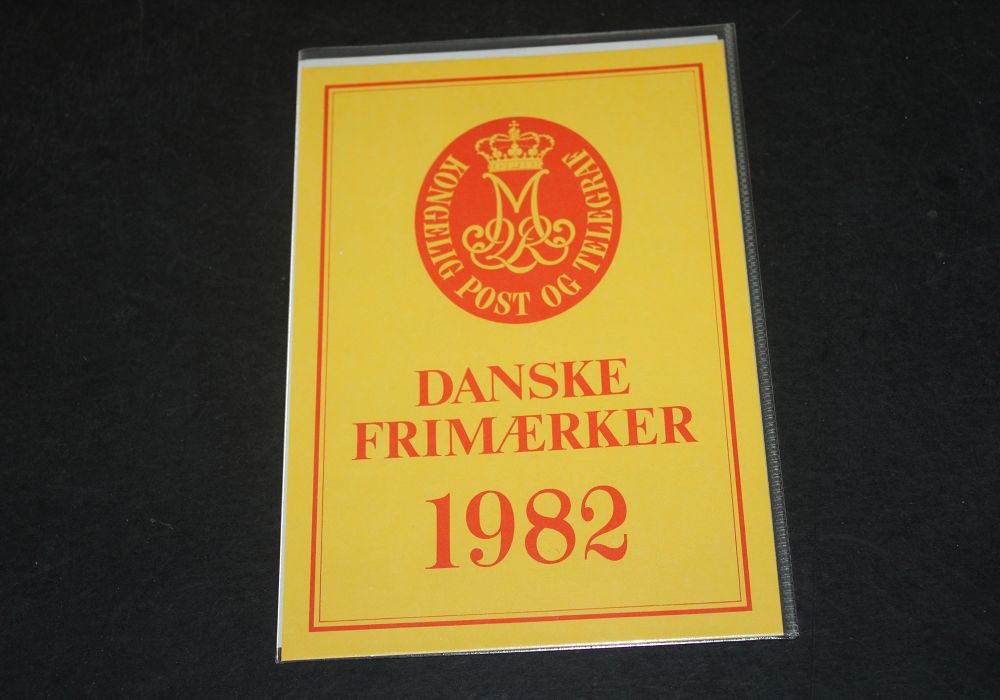 KONGELIG POST OG TELEGRAF
DANSKE
FRIMÆRKER
1982